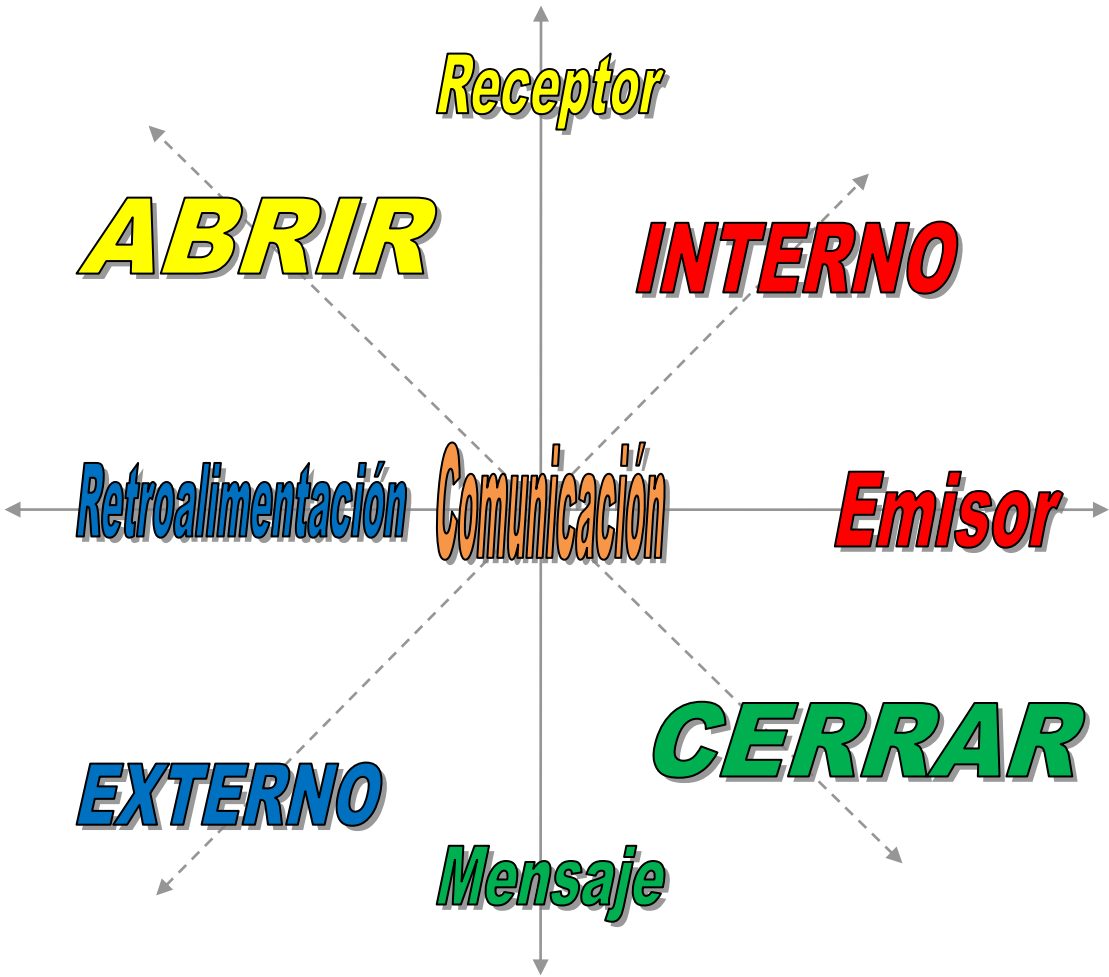 Receptor
ABRIR
INTERNO
Retroalimentación
Comunicación
Emisor
CERRAR
EXTERNO
Mensaje